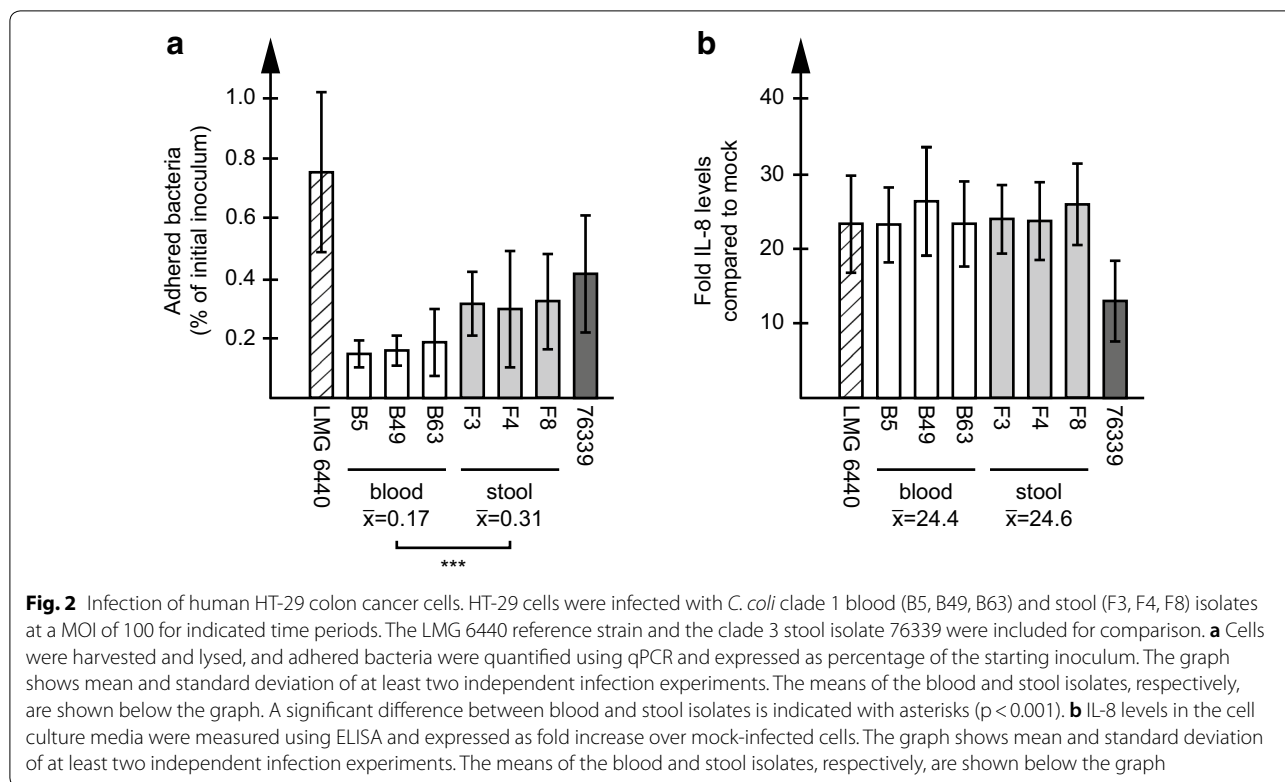 a
Adhered bacteria
(% of initial inoculum)
1.0
0.8
0.6
0.4
0.2
LMG 6440
B5
B49
B63
F3
F4
F8
76339
blood
x̅=0.17
stool
x̅=0.31
***
b
Fold IL-8 levels
compared to mock
40
30
20
10
LMG 6440
B5
B49
B63
F3
F4
F8
76339
blood
x̅=24.4
stool
x̅=24.6
Fig. 2 Infection of human HT-29 colon cancer cells. HT-29 cells were infected with C. coli clade 1 blood (B5, B49, B63) and stool (F3, F4, F8) isolates
at a MOI of 100 for indicated time periods. The LMG 6440 reference strain and the clade 3 stool isolate 76339 were included for comparison. a Cells
were harvested and lysed, and adhered bacteria were quantified using qPCR and expressed as percentage of the starting inoculum. The graph
shows mean and standard deviation of at least two independent infection experiments. The means of the blood and stool isolates, respectively,
are shown below the graph. A significant difference between blood and stool isolates is indicated with asterisks (p < 0.001). b IL-8 levels in the cell
culture media were measured using ELISA and expressed as fold increase over mock-infected cells. The graph shows mean and standard deviation
of at least two independent infection experiments. The means of the blood and stool isolates, respectively, are shown below the graph